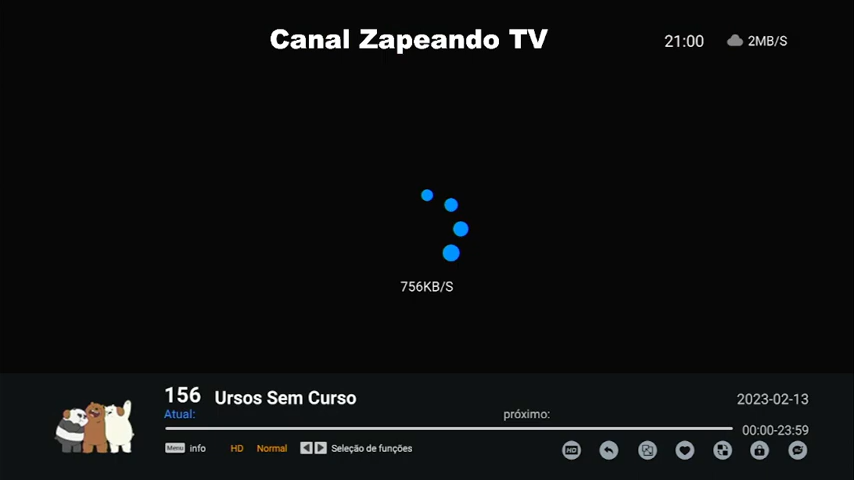 Canal Zapeando TV
21:00
2MB/S
756KB/S
156 Ursos Sem Curso
2023-02-13
Atual:
próximo:
00:00-23:59
Menu info HD Normal Seleção de funções
HD